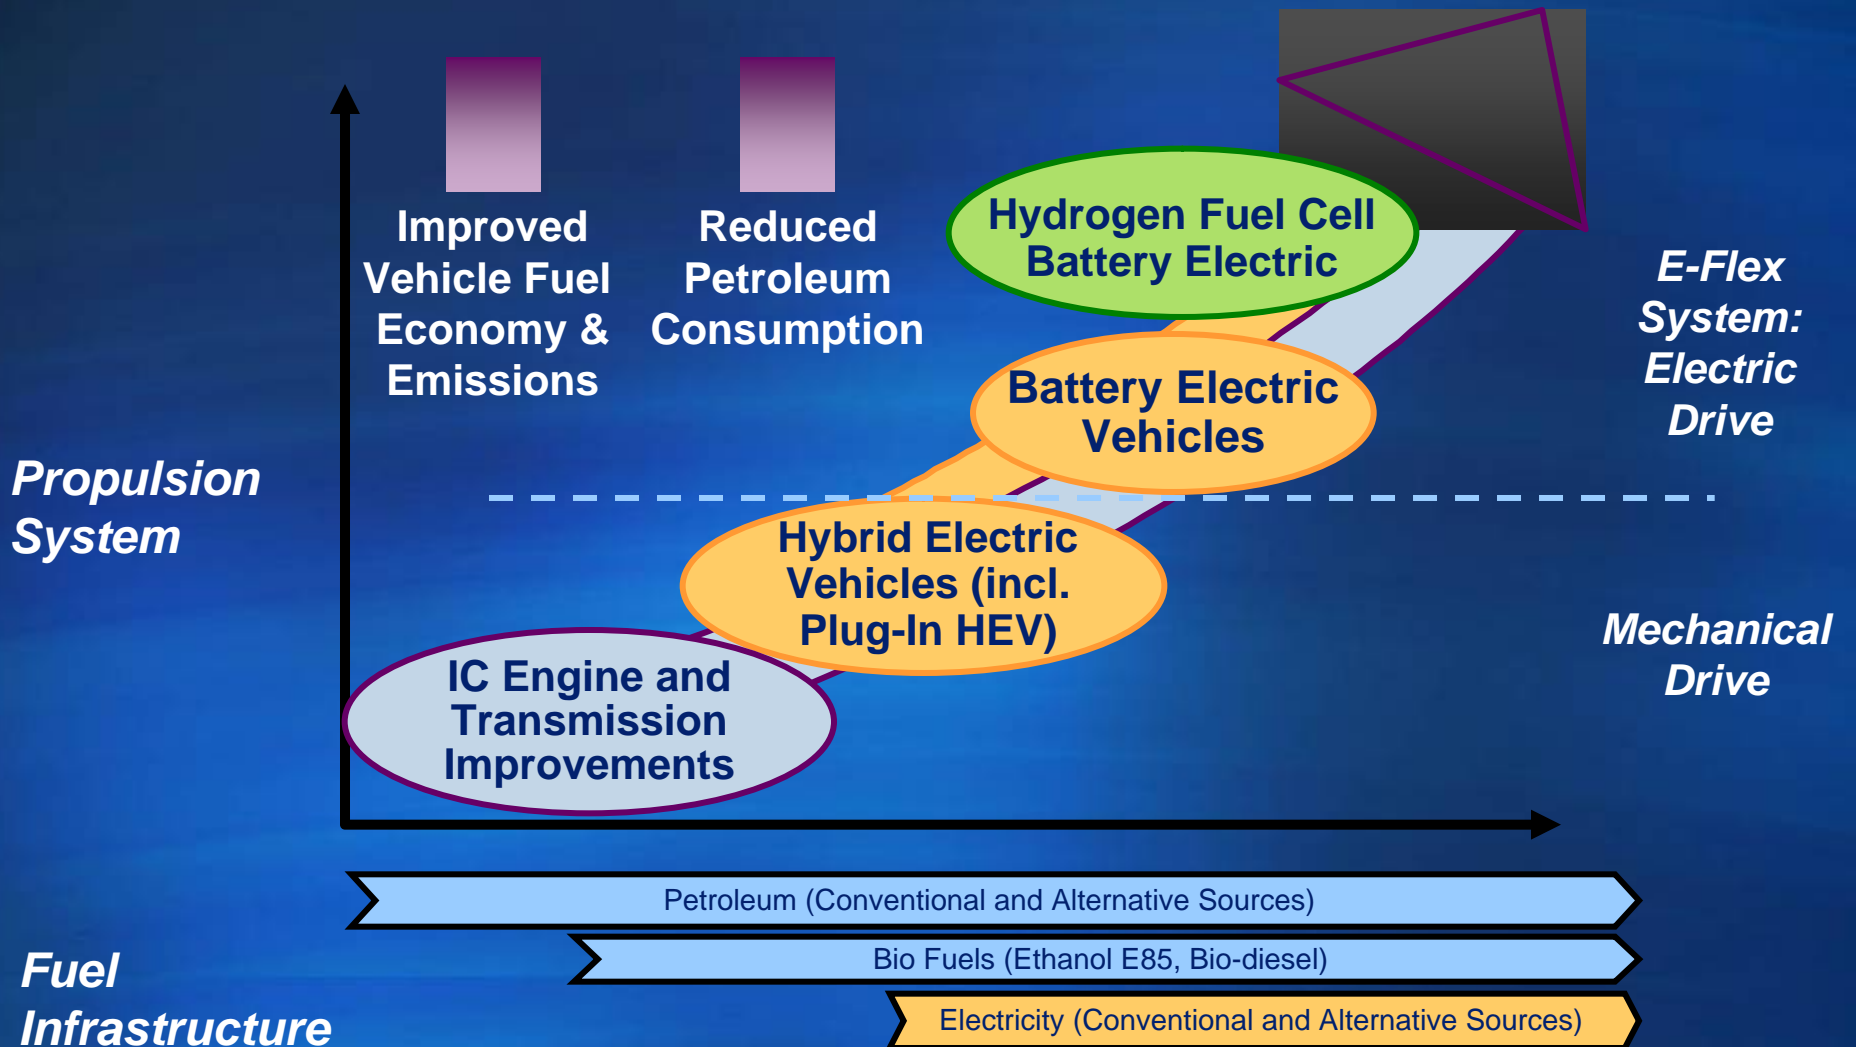 Improved
Vehicle Fuel
Economy &
Emissions
Reduced
Petroleum
Consumption
Hydrogen Fuel Cell
Battery Electric
E-Flex
System:
Electric
Drive
Battery Electric
Vehicles
Propulsion
System
Hybrid Electric
Vehicles (incl.
Plug-In HEV)
Mechanical
Drive
IC Engine and
Transmission
Improvements
Petroleum (Conventional and Alternative Sources)
Bio Fuels (Ethanol E85, Bio-diesel)
Fuel
Infrastructure
Electricity (Conventional and Alternative Sources)